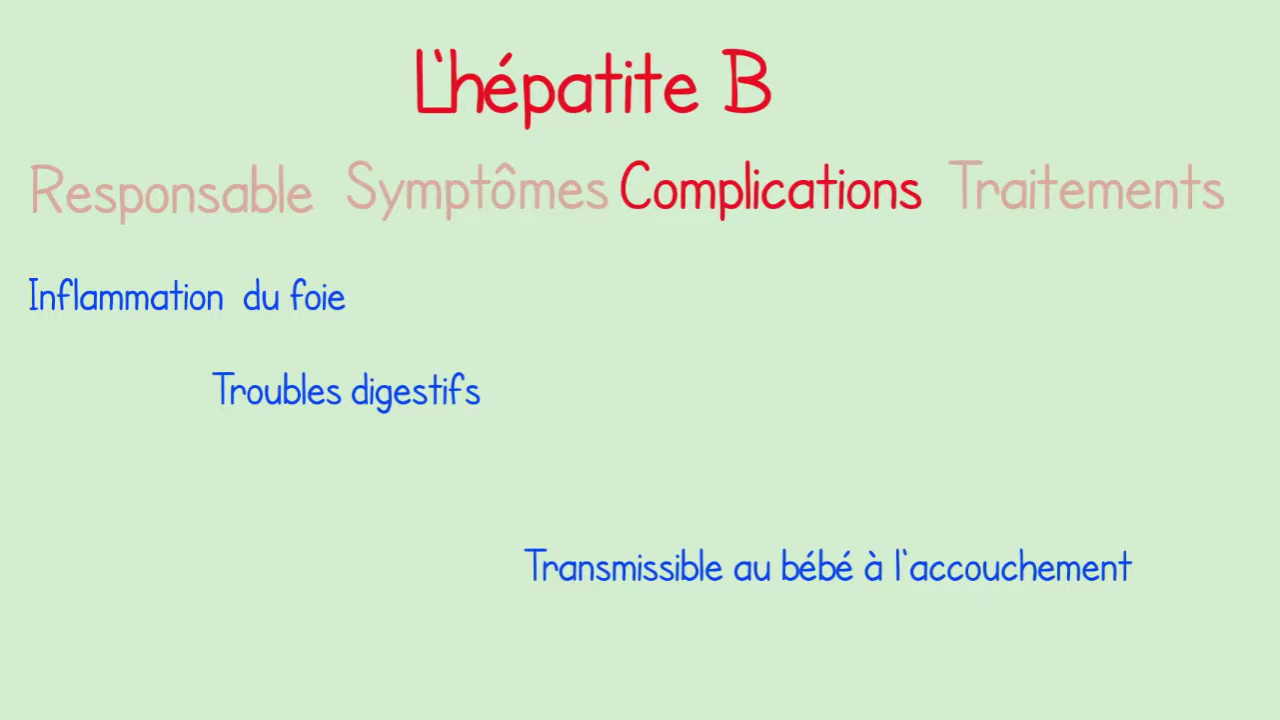 L'hépatite B
Responsable Symptômes Complications Traitements
Inflammation du foie
Troubles digestifs
Transmissible au bébé à l'accouchement